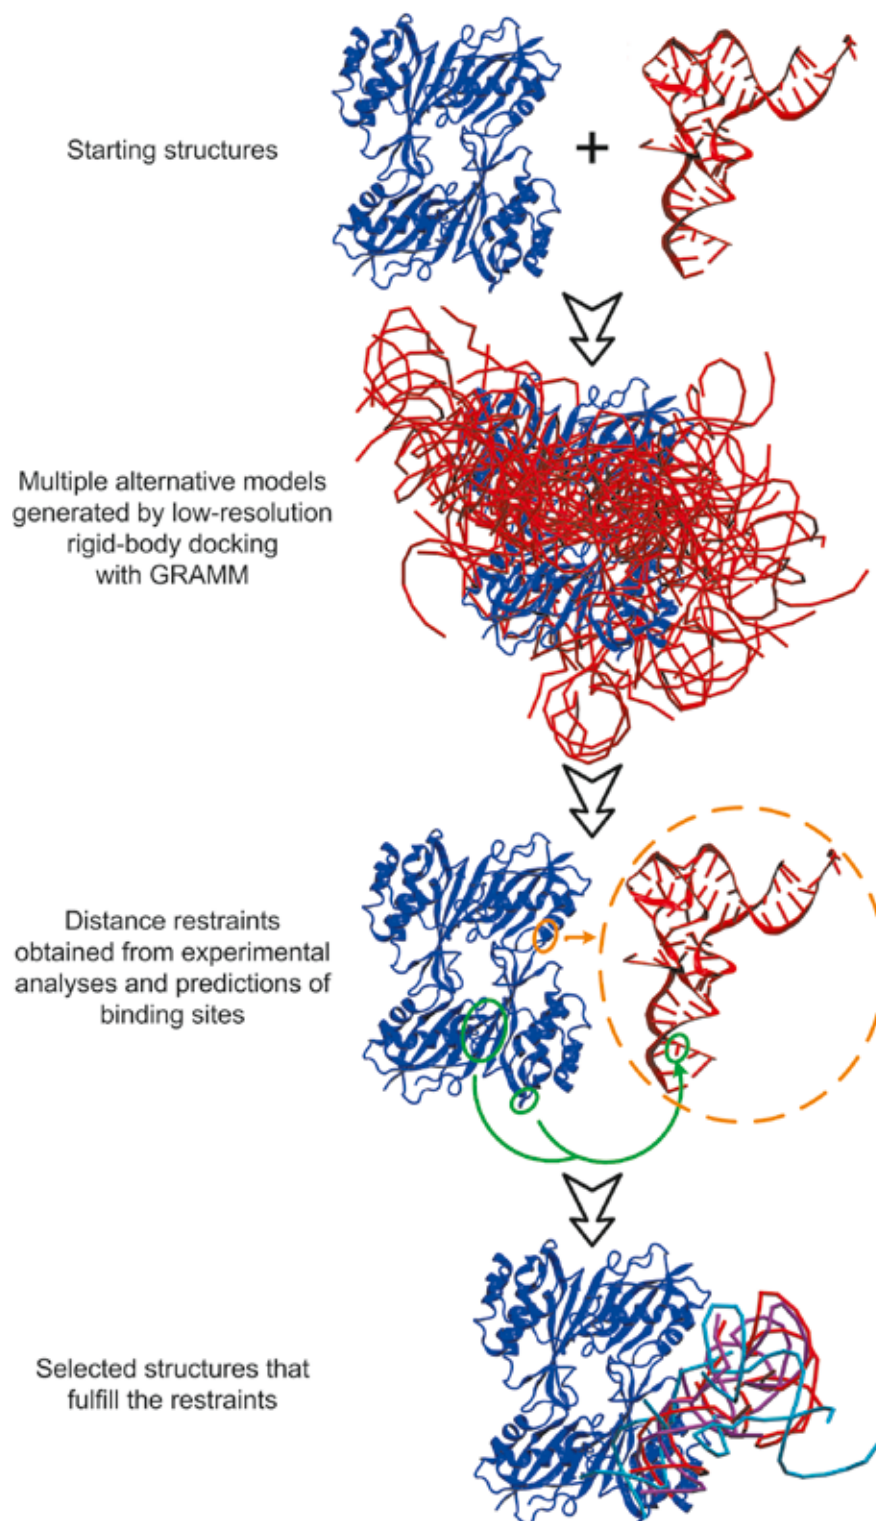 Starting structures
+
Multiple alternative models
generated by low-resolution
rigid-body docking
with GRAMM
Distance restraints
obtained from experimental
analyses and predictions of
binding sites
Selected structures that
fulfill the restraints